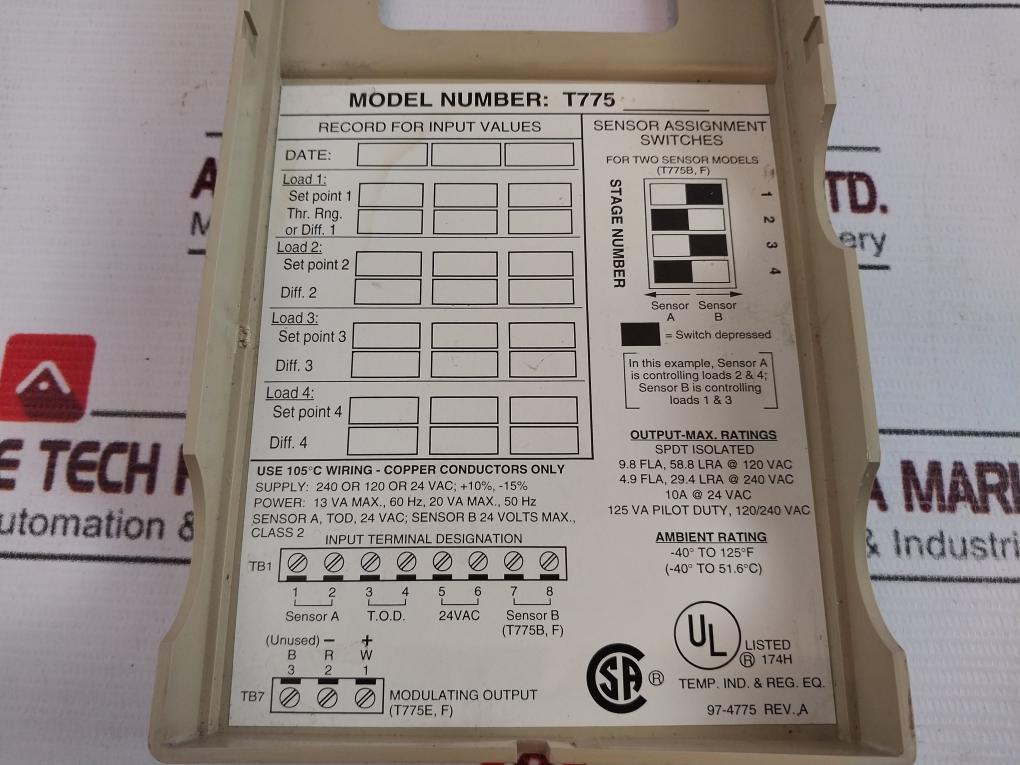 MODEL NUMBER: T775
RECORD FOR INPUT VALUES
DATE:
Load 1:
Set point 1
Thr. Rng.
or Diff. 1
Load 2:
Set point 2
Diff. 2
Load 3:
Set point 3
Diff. 3
Load 4:
Set point 4
Diff. 4
SENSOR ASSIGNMENT
SWITCHES
FOR TWO SENSOR MODELS
(T775B, F)
STAGE NUMBER
1
2
3
4
Sensor A
Sensor B
= Switch depressed
In this example, Sensor A
is controlling loads 2 & 4;
Sensor B is controlling
loads 1 & 3
OUTPUT-MAX. RATINGS
SPDT ISOLATED
9.8 FLA, 58.8 LRA @ 120 VAC
4.9 FLA, 29.4 LRA @ 240 VAC
10A @ 24 VAC
125 VA PILOT DUTY, 120/240 VAC
AMBIENT RATING
-40° TO 125°F
(-40° TO 51.6°C)
USE 105°C WIRING - COPPER CONDUCTORS ONLY
SUPPLY: 240 OR 120 OR 24 VAC; +10%, -15%
POWER: 13 VA MAX., 60 Hz, 20 VA MAX., 50 Hz
SENSOR A, TOD, 24 VAC; SENSOR B 24 VOLTS MAX.,
CLASS 2
INPUT TERMINAL DESIGNATION
TB1
1 2 3 4 5 6 7 8
Sensor A T.O.D. 24VAC Sensor B
(T775B, F)
(Unused) − +
B R W
3 2 1
TB7
MODULATING OUTPUT
(T775E, F)
UL LISTED
® 174H
SA ®
TEMP. IND. & REG. EQ.
97-4775 REV.A
A
M
TD.
ery
E TECH
utomation &
A MARI
& Industri